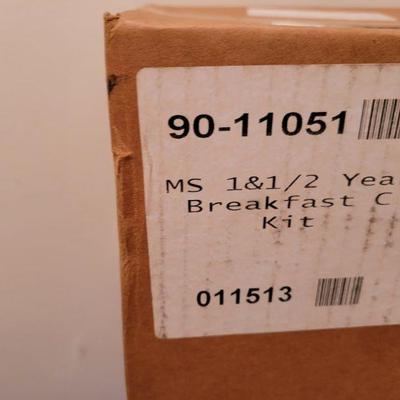 90-11051
MS 1&1/2 Yea
Breakfast C
Kit
011513